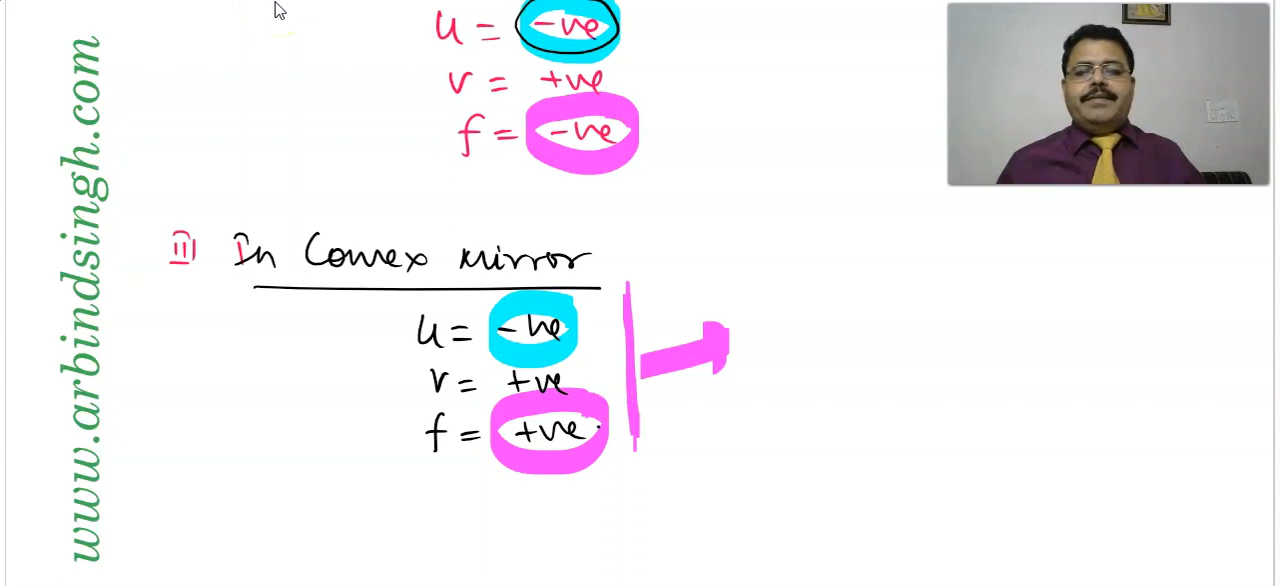 u = -ve
v = +ve
f = -ve
II) In Convex mirror
u = -ve
v = +ve
f = +ve
www.arbindsingh.com